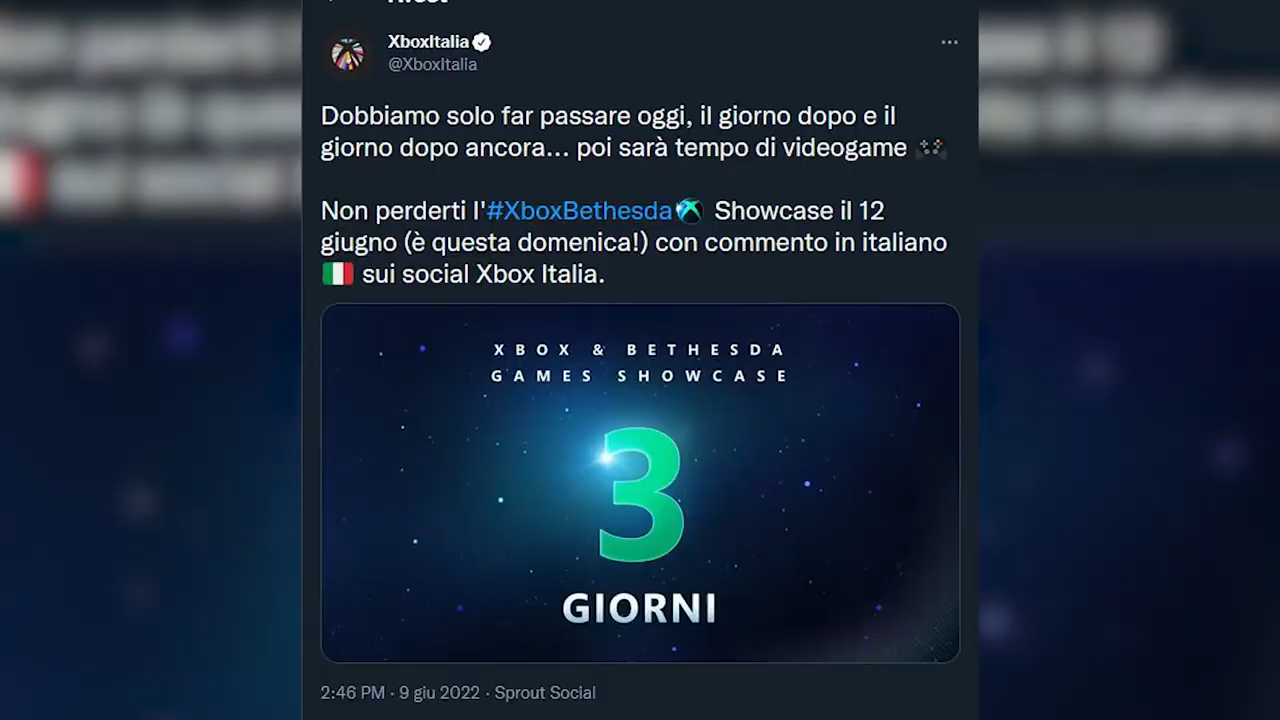 XboxItalia
@XboxItalia
Dobbiamo solo far passare oggi, il giorno dopo e il
giorno dopo ancora... poi sarà tempo di videogame 🎮
Non perderti l'#XboxBethesda Showcase il 12
giugno (è questa domenica!) con commento in italiano
🇮🇹 sui social Xbox Italia.
XBOX & BETHESDA
GAMES SHOWCASE
3
GIORNI
2:46 PM · 9 giu 2022 · Sprout Social